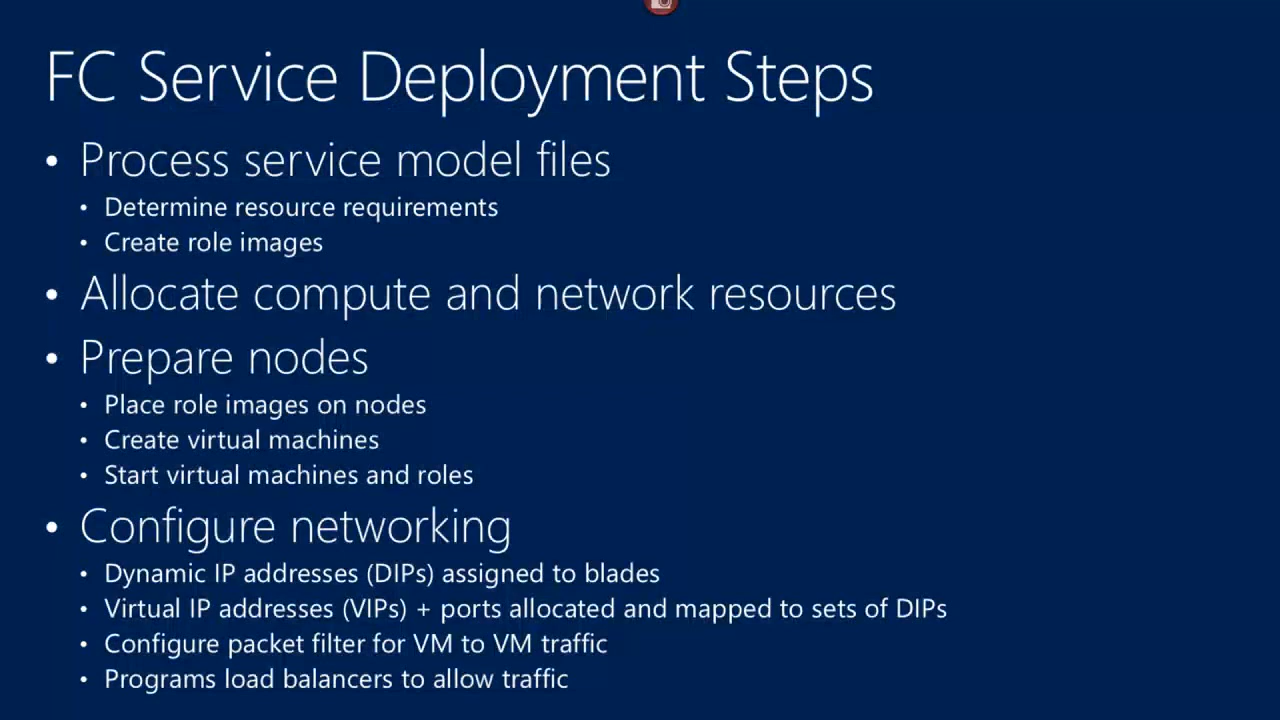 FC Service Deployment Steps
• Process service model files
• Determine resource requirements
• Create role images
• Allocate compute and network resources
• Prepare nodes
• Place role images on nodes
• Create virtual machines
• Start virtual machines and roles
• Configure networking
• Dynamic IP addresses (DIPs) assigned to blades
• Virtual IP addresses (VIPs) + ports allocated and mapped to sets of DIPs
• Configure packet filter for VM to VM traffic
• Programs load balancers to allow traffic